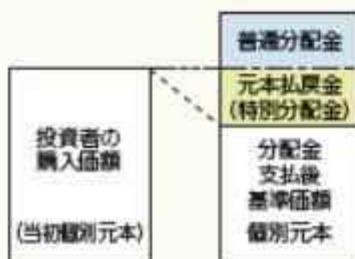 普通分配金
元本払戻金
(特別分配金)
投資者の
購入価額
(当初個別元本)
分配金
支払後
基準価額
個別元本